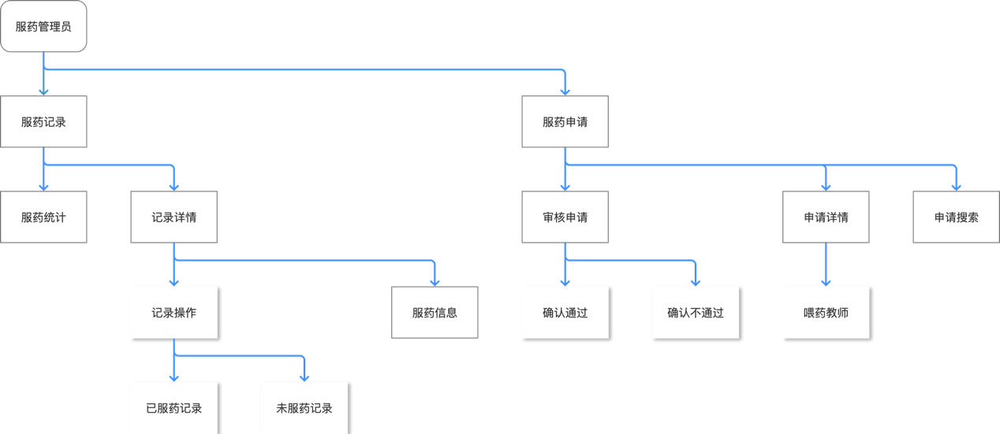 服药管理员
服药记录
服药申请
服药统计
记录详情
审核申请
申请详情
申请搜索
记录操作
服药信息
确认通过
确认不通过
喂药教师
已服药记录
未服药记录